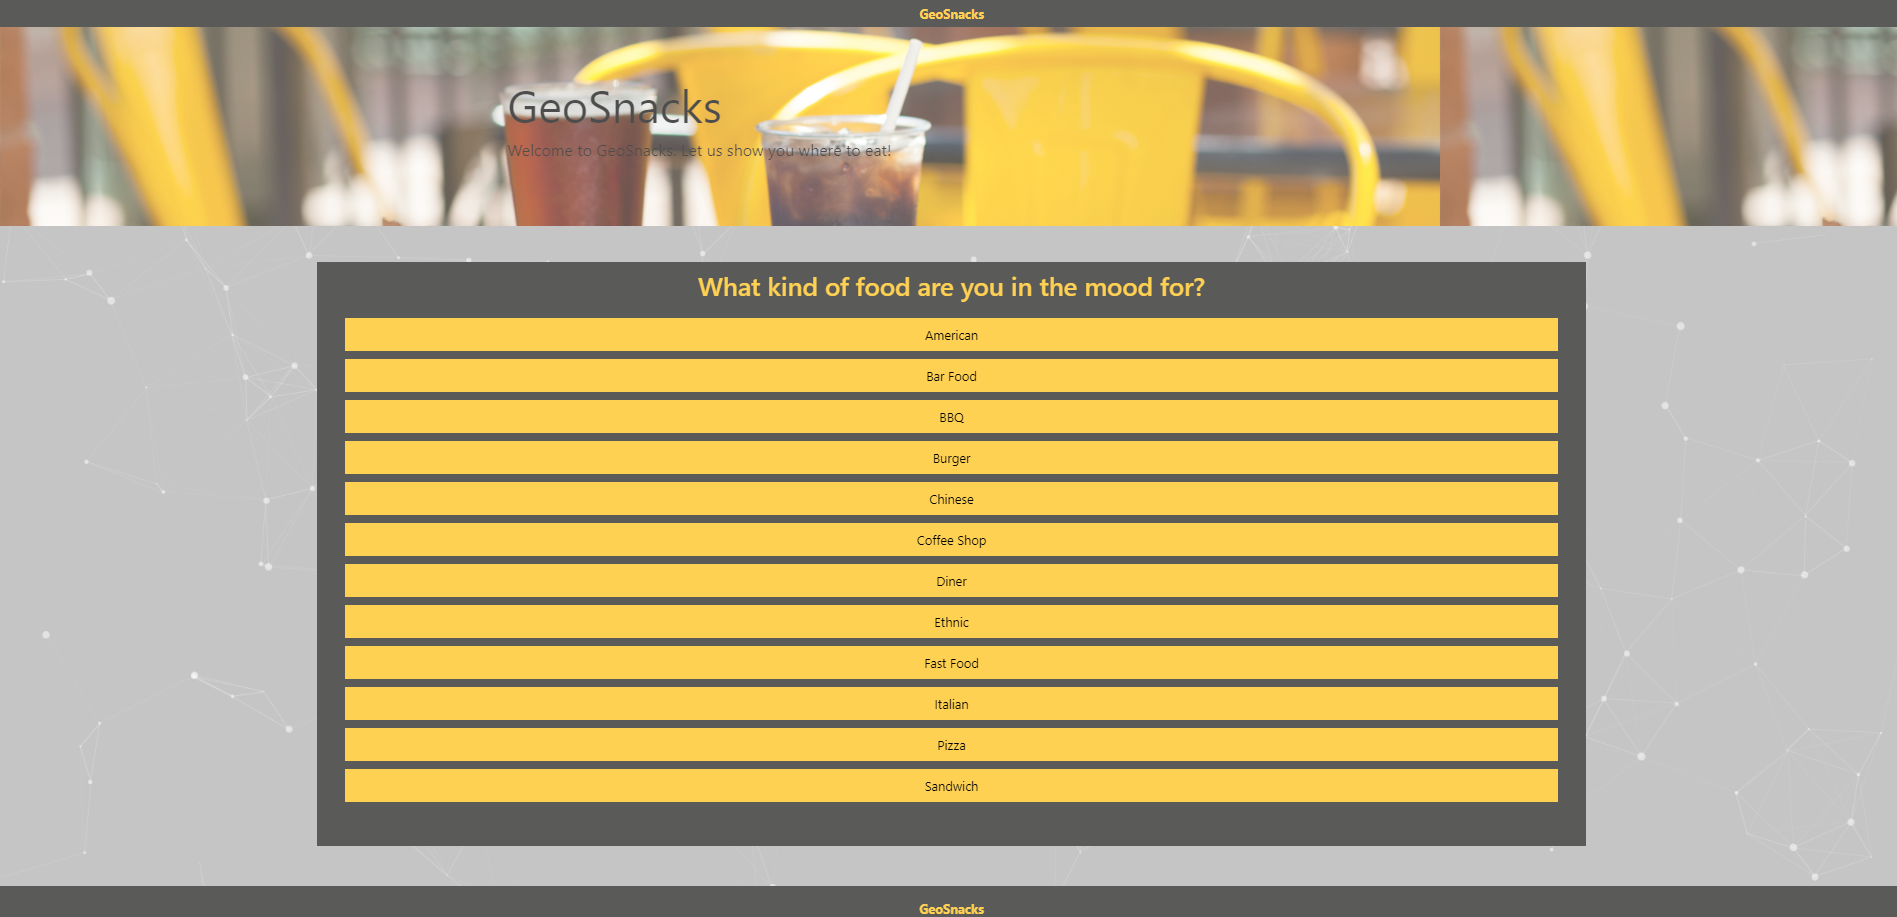 GeoSnacks
GeoSnacks
Welcome to GeoSnacks. Let us show you where to eat!
What kind of food are you in the mood for?
American
Bar Food
BBQ
Burger
Chinese
Coffee Shop
Diner
Ethnic
Fast Food
Italian
Pizza
Sandwich
GeoSnacks